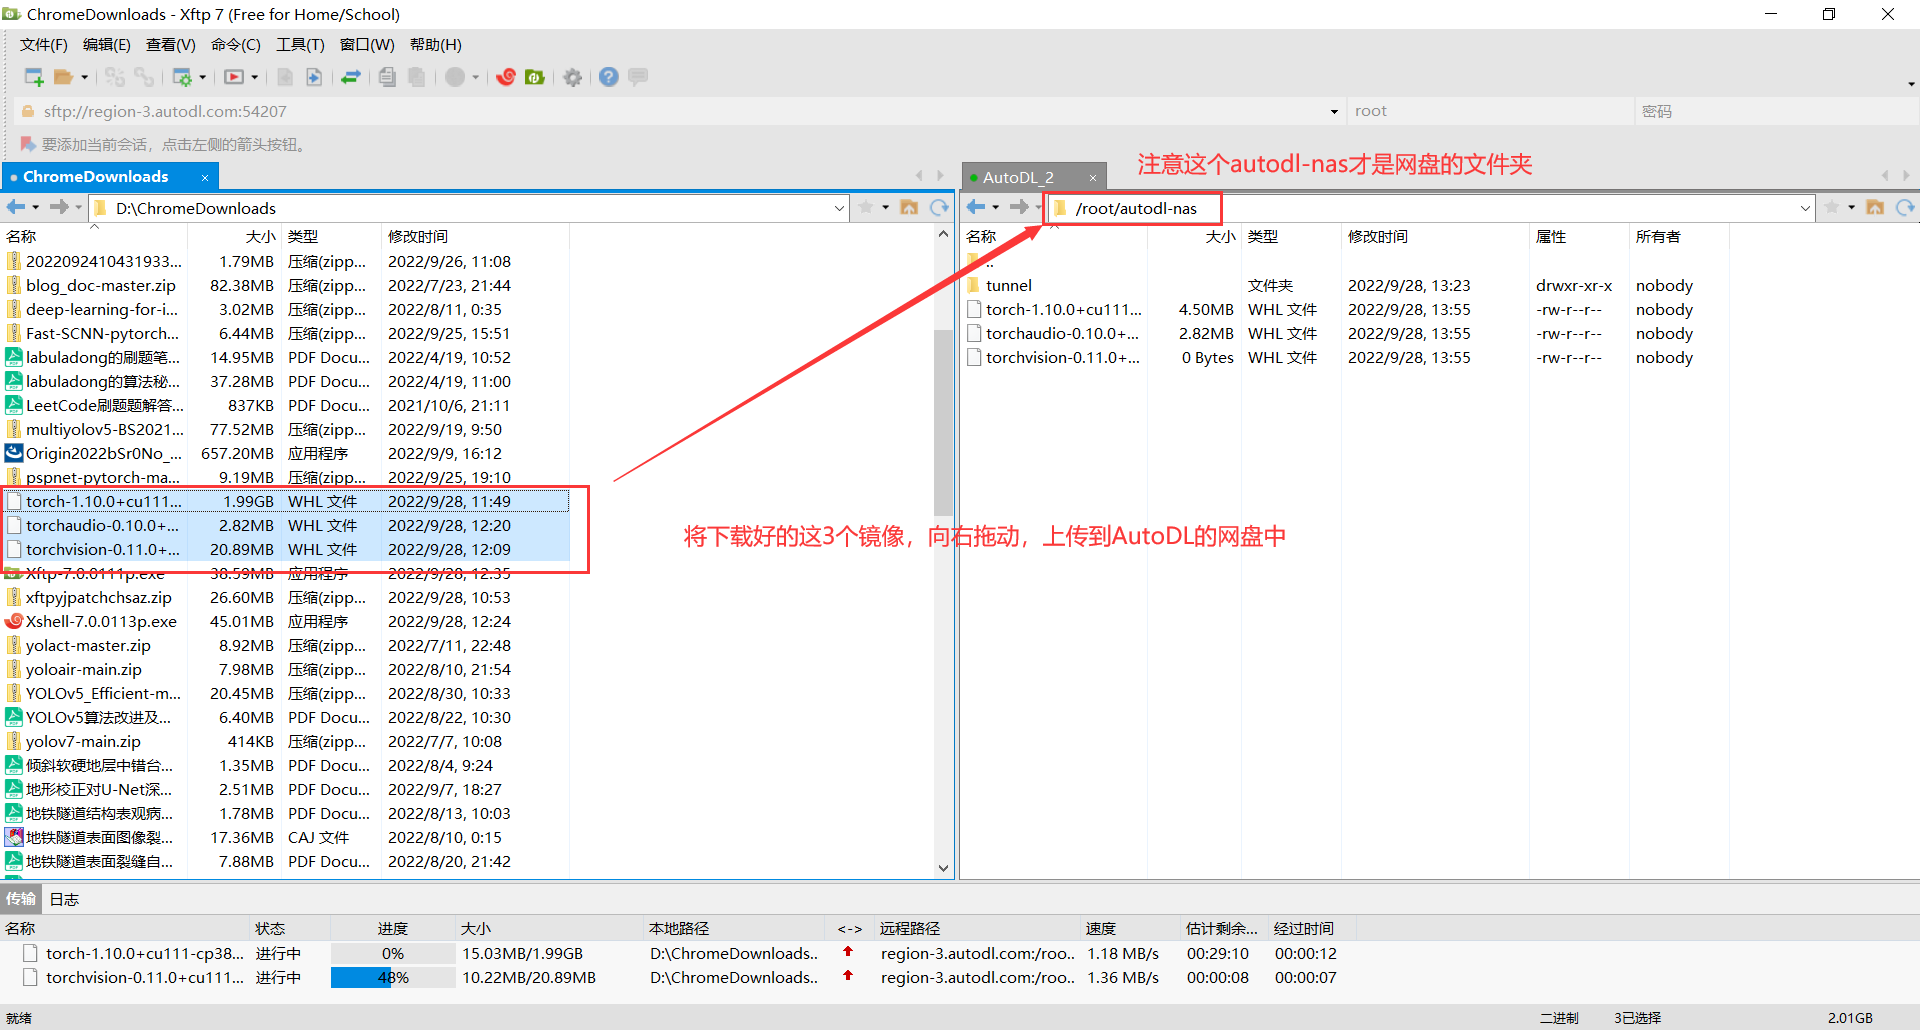 ChromeDownloads - Xftp 7 (Free for Home/School)
文件(F) 编辑(E) 查看(V) 命令(C) 工具(T) 窗口(W) 帮助(H)
sftp://region-3.autodl.com:54207 root 密码
要添加当前会话，点击左侧的箭头按钮。
ChromeDownloads ×
D:\ChromeDownloads
名称 大小 类型 修改时间
2022092410431933... 1.79MB 压缩(zipp... 2022/9/26, 11:08
blog_doc-master.zip 82.38MB 压缩(zipp... 2022/7/23, 21:44
deep-learning-for-i... 3.02MB 压缩(zipp... 2022/8/11, 0:35
Fast-SCNN-pytorch... 6.44MB 压缩(zipp... 2022/9/25, 15:51
labuladong的刷题笔... 14.95MB PDF Docu... 2022/4/19, 10:52
labuladong的算法秘... 37.28MB PDF Docu... 2022/4/19, 11:00
LeetCode刷题题解答... 837KB PDF Docu... 2021/10/6, 21:11
multiyolov5-BS2021... 77.52MB 压缩(zipp... 2022/9/19, 9:50
Origin2022bSr0No_... 657.20MB 应用程序 2022/9/9, 16:12
pspnet-pytorch-ma... 9.19MB 压缩(zipp... 2022/9/25, 19:10
torch-1.10.0+cu111... 1.99GB WHL 文件 2022/9/28, 11:49
torchaudio-0.10.0+... 2.82MB WHL 文件 2022/9/28, 12:20
torchvision-0.11.0+... 20.89MB WHL 文件 2022/9/28, 12:09
Xftp-7.0.0111p.exe 38.59MB 应用程序 2022/9/28, 12:35
xftpyjpatchchsaz.zip 26.60MB 压缩(zipp... 2022/9/28, 10:53
Xshell-7.0.0113p.exe 45.01MB 应用程序 2022/9/28, 12:24
yolact-master.zip 8.92MB 压缩(zipp... 2022/7/11, 22:48
yoloair-main.zip 7.98MB 压缩(zipp... 2022/8/10, 21:54
YOLOv5_Efficient-m... 20.45MB 压缩(zipp... 2022/8/30, 10:33
YOLOv5算法改进及... 6.40MB PDF Docu... 2022/8/22, 10:30
yolov7-main.zip 414KB 压缩(zipp... 2022/7/7, 10:08
倾斜软硬地层中错台... 1.35MB PDF Docu... 2022/8/4, 9:24
地形校正对U-Net深... 2.51MB PDF Docu... 2022/9/7, 18:27
地铁隧道结构表观病... 1.78MB PDF Docu... 2022/8/13, 10:03
地铁隧道表面图像裂... 17.36MB CAJ 文件 2022/8/10, 0:15
地铁隧道表面裂缝自... 7.88MB PDF Docu... 2022/8/20, 21:42
AutoDL_2 ×
注意这个autodl-nas才是网盘的文件夹
/root/autodl-nas
名称 大小 类型 修改时间 属性 所有者
..
tunnel 文件夹 2022/9/28, 13:23 drwxr-xr-x nobody
torch-1.10.0+cu111... 4.50MB WHL 文件 2022/9/28, 13:55 -rw-r--r-- nobody
torchaudio-0.10.0+... 2.82MB WHL 文件 2022/9/28, 13:55 -rw-r--r-- nobody
torchvision-0.11.0+... 0 Bytes WHL 文件 2022/9/28, 13:55 -rw-r--r-- nobody
将下载好的这3个镜像，向右拖动，上传到AutoDL的网盘中
传输 日志
名称 状态 进度 大小 本地路径 <-> 远程路径 速度 估计剩余... 经过时间
torch-1.10.0+cu111-cp38... 进行中 0% 15.03MB/1.99GB D:\ChromeDownloads.. region-3.autodl.com:/roo.. 1.18 MB/s 00:29:10 00:00:12
torchvision-0.11.0+cu111... 进行中 48% 10.22MB/20.89MB D:\ChromeDownloads.. region-3.autodl.com:/roo.. 1.36 MB/s 00:00:08 00:00:07
就绪 二进制 3已选择 2.01GB